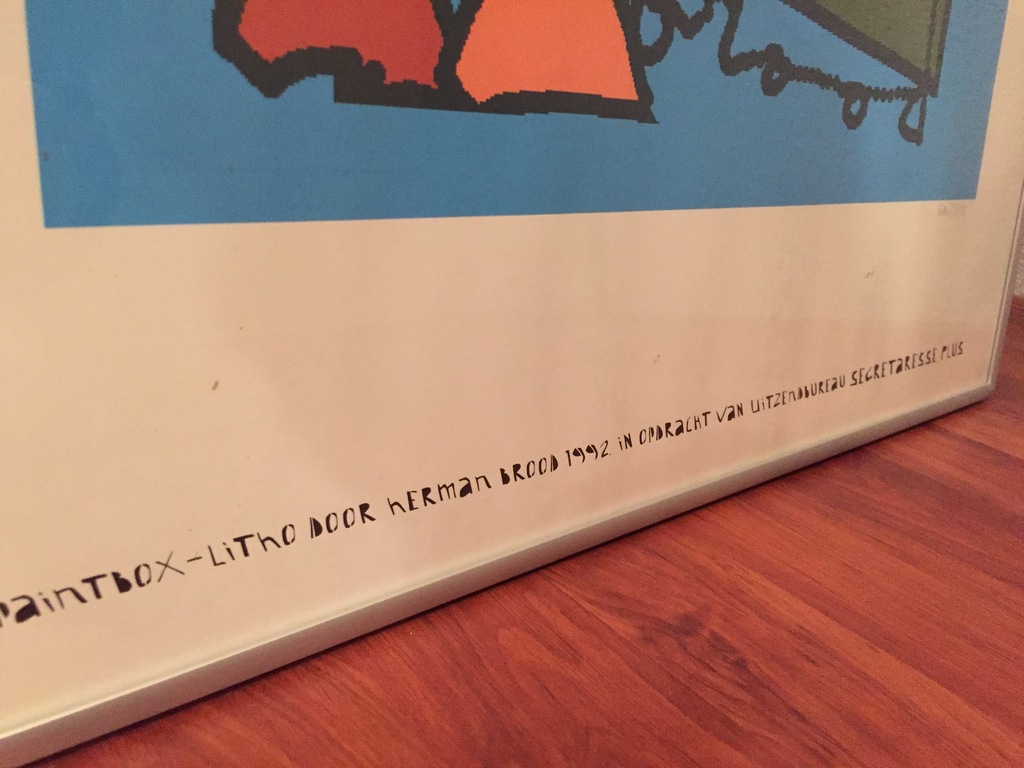 PAINTBOX-LITHO DOOR HERMAN BROOD 1992. IN OPDRACHT VAN UITZENDBUREAU SECRETARESSE PLUS